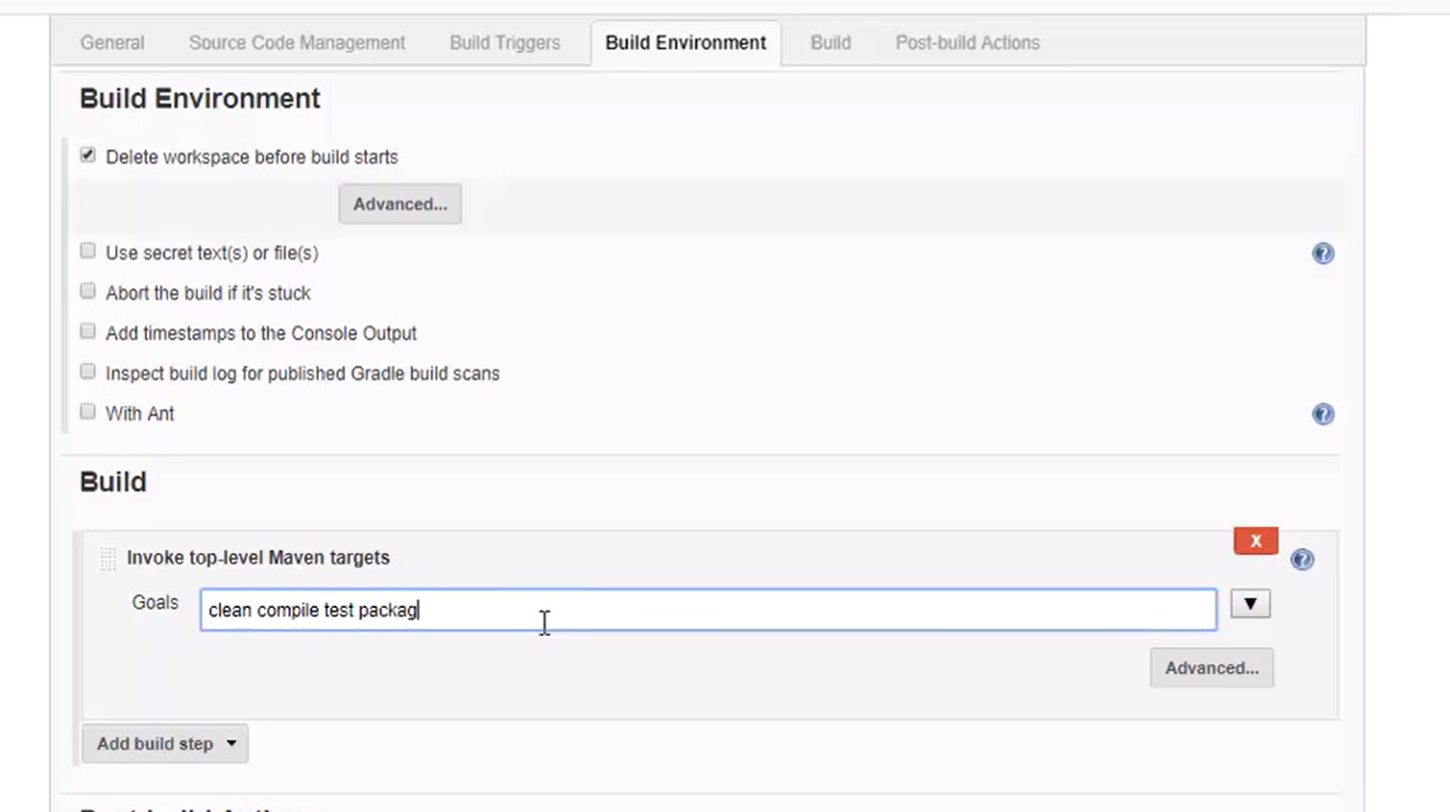 General Source Code Management Build Triggers Build Environment Build Post-build Actions
Build Environment
Delete workspace before build starts
Advanced...
Use secret text(s) or file(s)
Abort the build if it's stuck
Add timestamps to the Console Output
Inspect build log for published Gradle build scans
With Ant
Build
X
Invoke top-level Maven targets
Goals clean compile test packag
Advanced...
Add build step